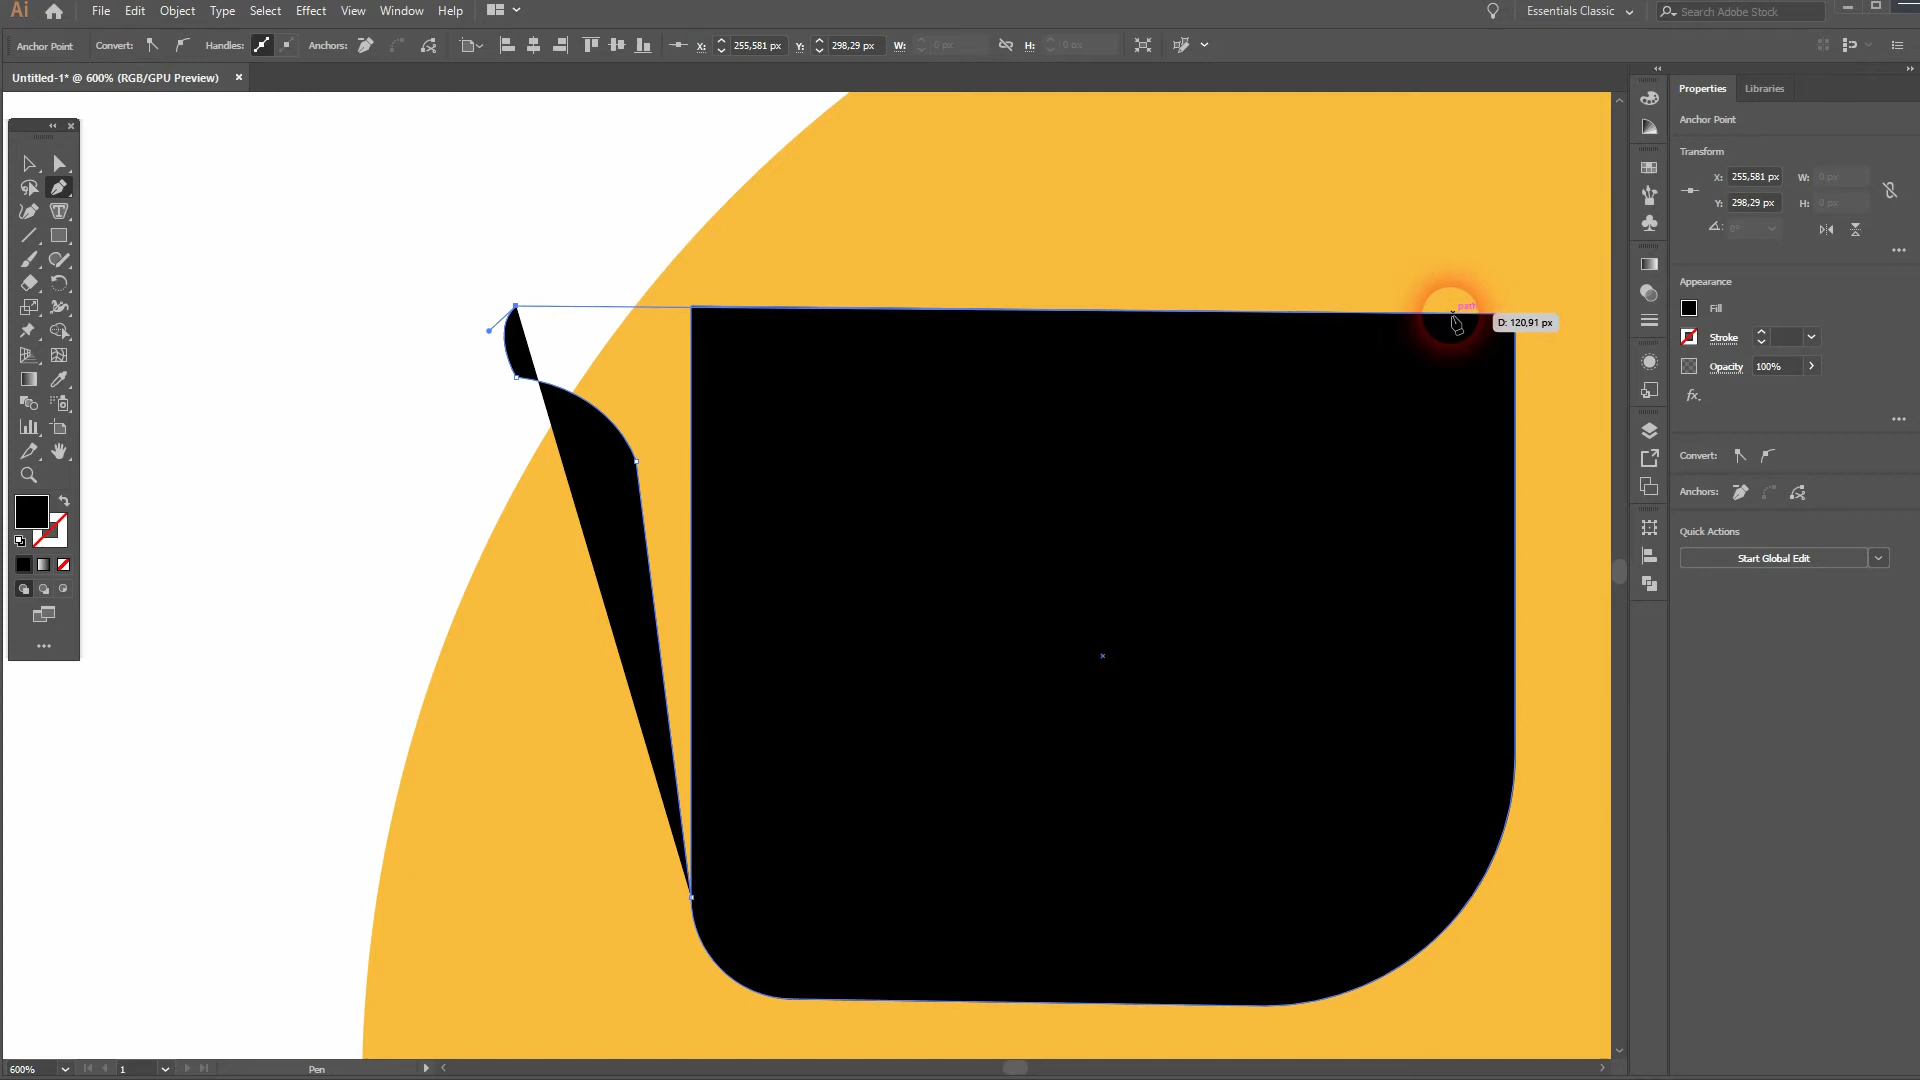 Ai File Edit Object Type Select Effect View Window Help Essentials Classic Search Adobe Stock
Anchor Point Convert: Handles: Anchors: X: 255,581 px Y: 298,29 px W: 0 px H: 0 px
Untitled-1* @ 600% (RGB/GPU Preview) ×
Properties Libraries
Anchor Point
Transform
X: 255,581 px W: 0 px
Y: 298,29 px H: 0 px
0°
Appearance
Fill
Stroke
Opacity 100%
fx.
Convert:
Anchors:
Quick Actions
Start Global Edit
path
D: 120,91 px
600% 1 Pen